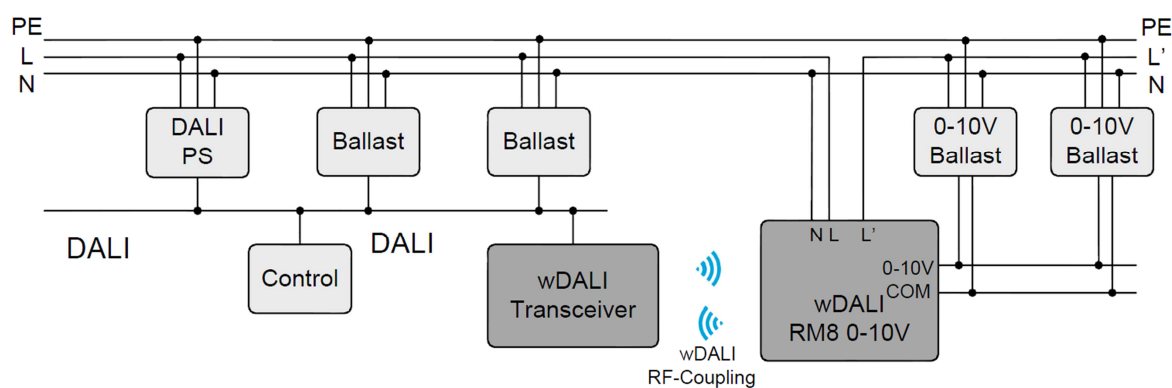 PE
L
N
PE
L'
N
DALI
PS
Ballast
Ballast
0-10V
Ballast
0-10V
Ballast
DALI
DALI
Control
wDALI
Transceiver
N L L'
0-10V
COM
wDALI
RM8 0-10V
wDALI
RF-Coupling